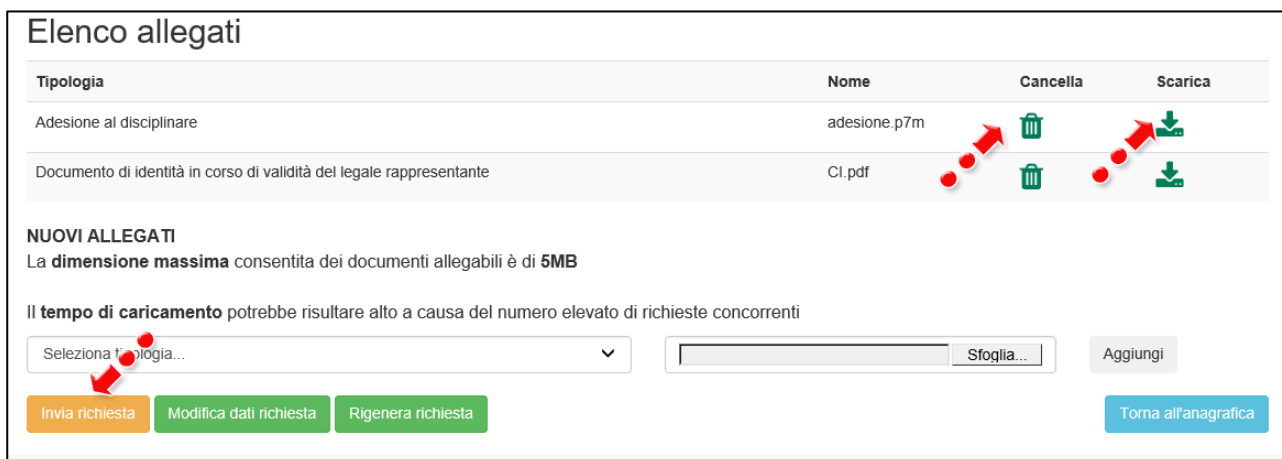 Elenco allegati
Tipologia Nome Cancella Scarica
Adesione al disciplinare adesione.p7m
Documento di identità in corso di validità del legale rappresentante CI.pdf
NUOVI ALLEGATI
La dimensione massima consentita dei documenti allegabili è di 5MB
Il tempo di caricamento potrebbe risultare alto a causa del numero elevato di richieste concorrenti
Seleziona tipologia... Sfoglia... Aggiungi
Invia richiesta Modifica dati richiesta Rigenera richiesta Torna all'anagrafica